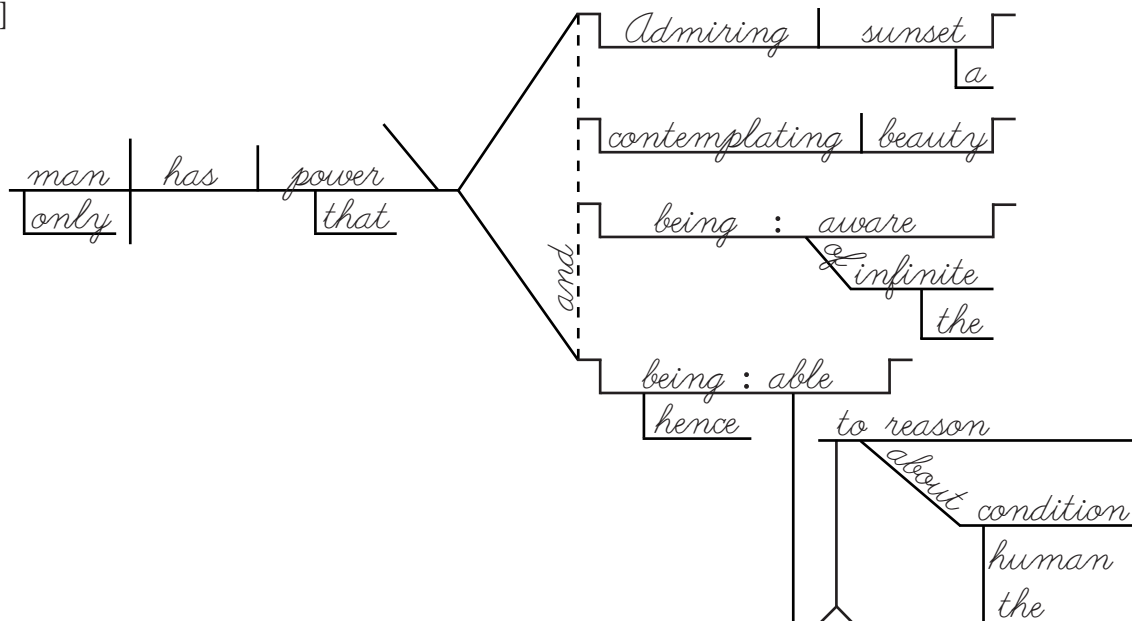 ]
Admiring sunset
a
contemplating beauty
man has power
only that
being : aware
of infinite
the
and
being : able
hence
to reason
about condition
human
the